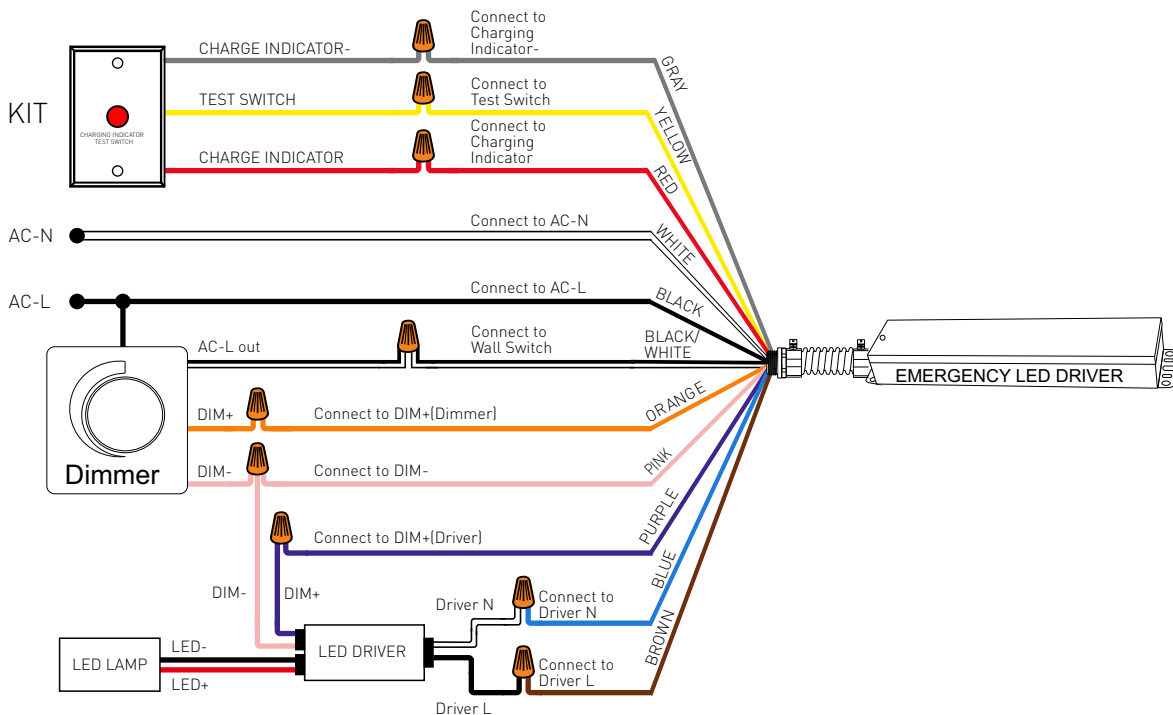 KIT
CHARGING INDICATOR
TEST SWITCH
CHARGE INDICATOR-
Connect to
Charging
Indicator-
GRAY
TEST SWITCH
Connect to
Test Switch
YELLOW
CHARGE INDICATOR
Connect to
Charging
Indicator
RED
AC-N
Connect to AC-N
WHITE
AC-L
Connect to AC-L
BLACK
AC-L out
Connect to
Wall Switch
BLACK/
WHITE
EMERGENCY LED DRIVER
Dimmer
DIM+
Connect to DIM+(Dimmer)
ORANGE
DIM-
Connect to DIM-
PINK
Connect to DIM+(Driver)
PURPLE
DIM-
DIM+
Driver N
Connect to
Driver N
BLUE
LED LAMP
LED-
LED+
LED DRIVER
Connect to
Driver L
BROWN
Driver L